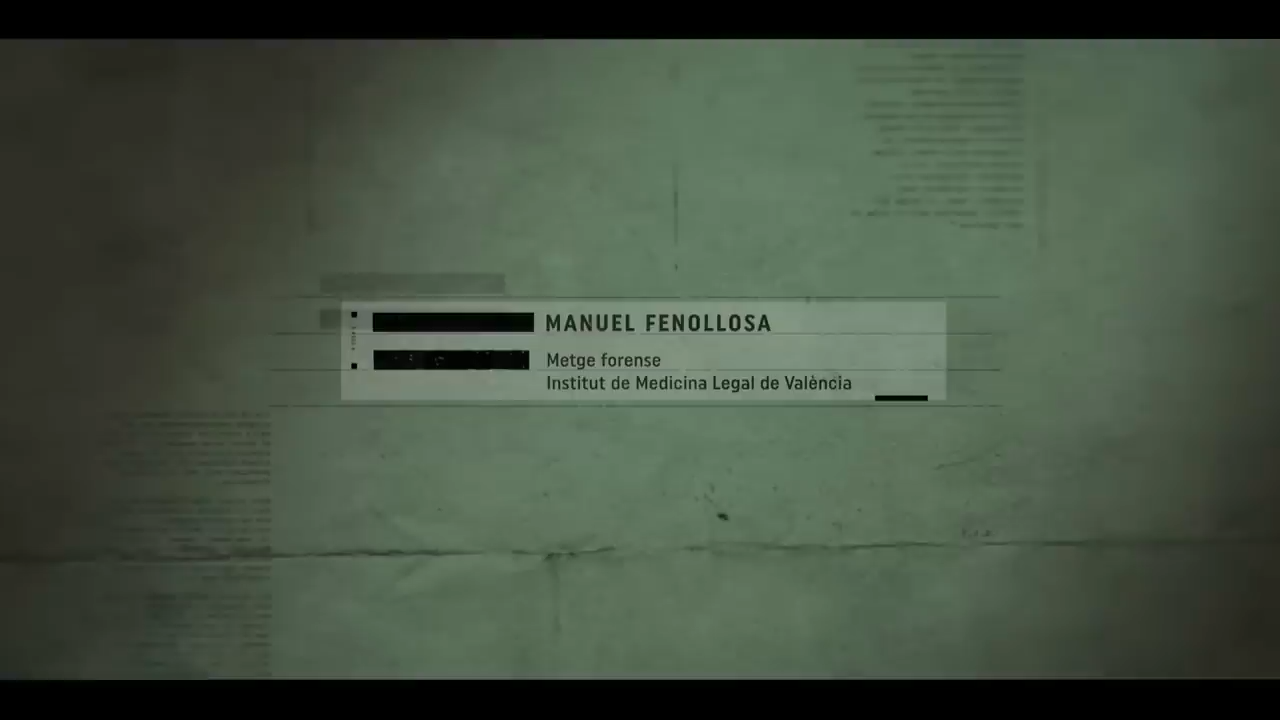 MANUEL FENOLLOSA
Metge forense
Institut de Medicina Legal de València